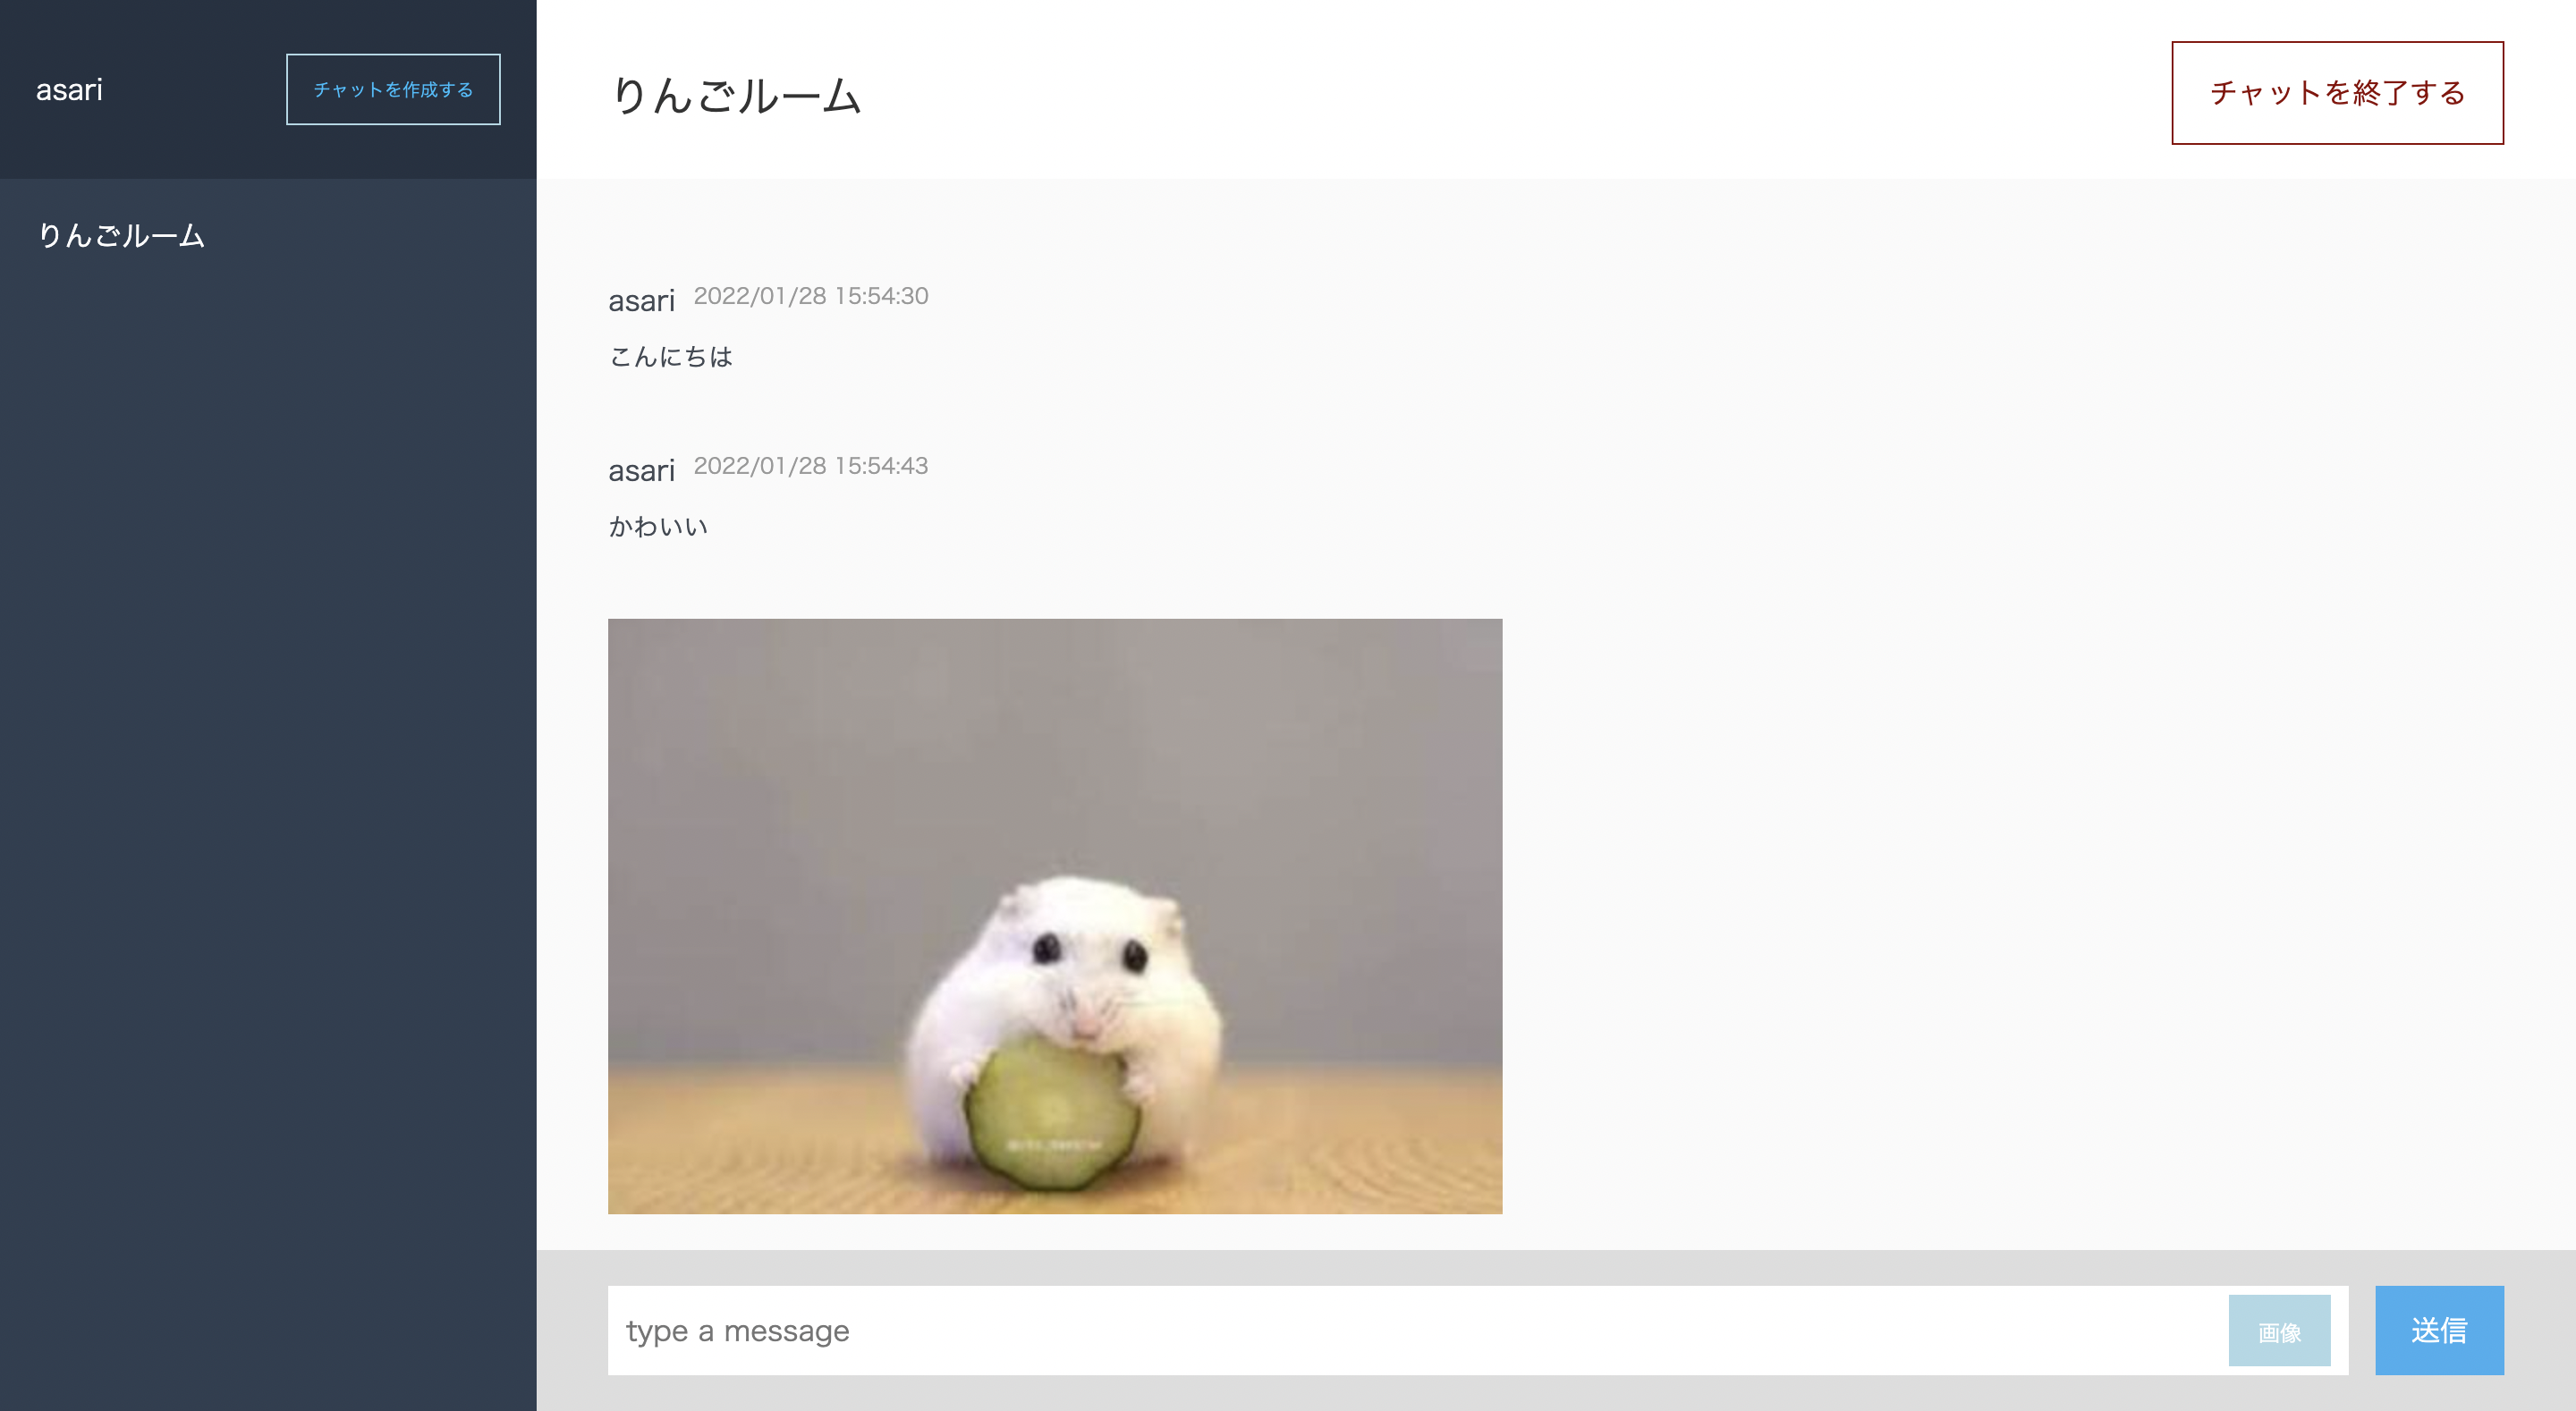 asari
チャットを作成する
りんごルーム
りんごルーム
チャットを終了する
asari 2022/01/28 15:54:30
こんにちは
asari 2022/01/28 15:54:43
かわいい
type a message
画像
送信